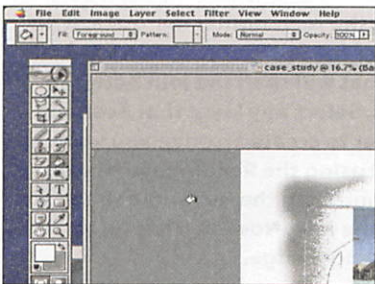 File Edit Image Layer Select Filter View Window Help
Fill: Foreground Pattern: Mode: Normal Opacity: 100%
case_study @ 16.7% (Ba
T